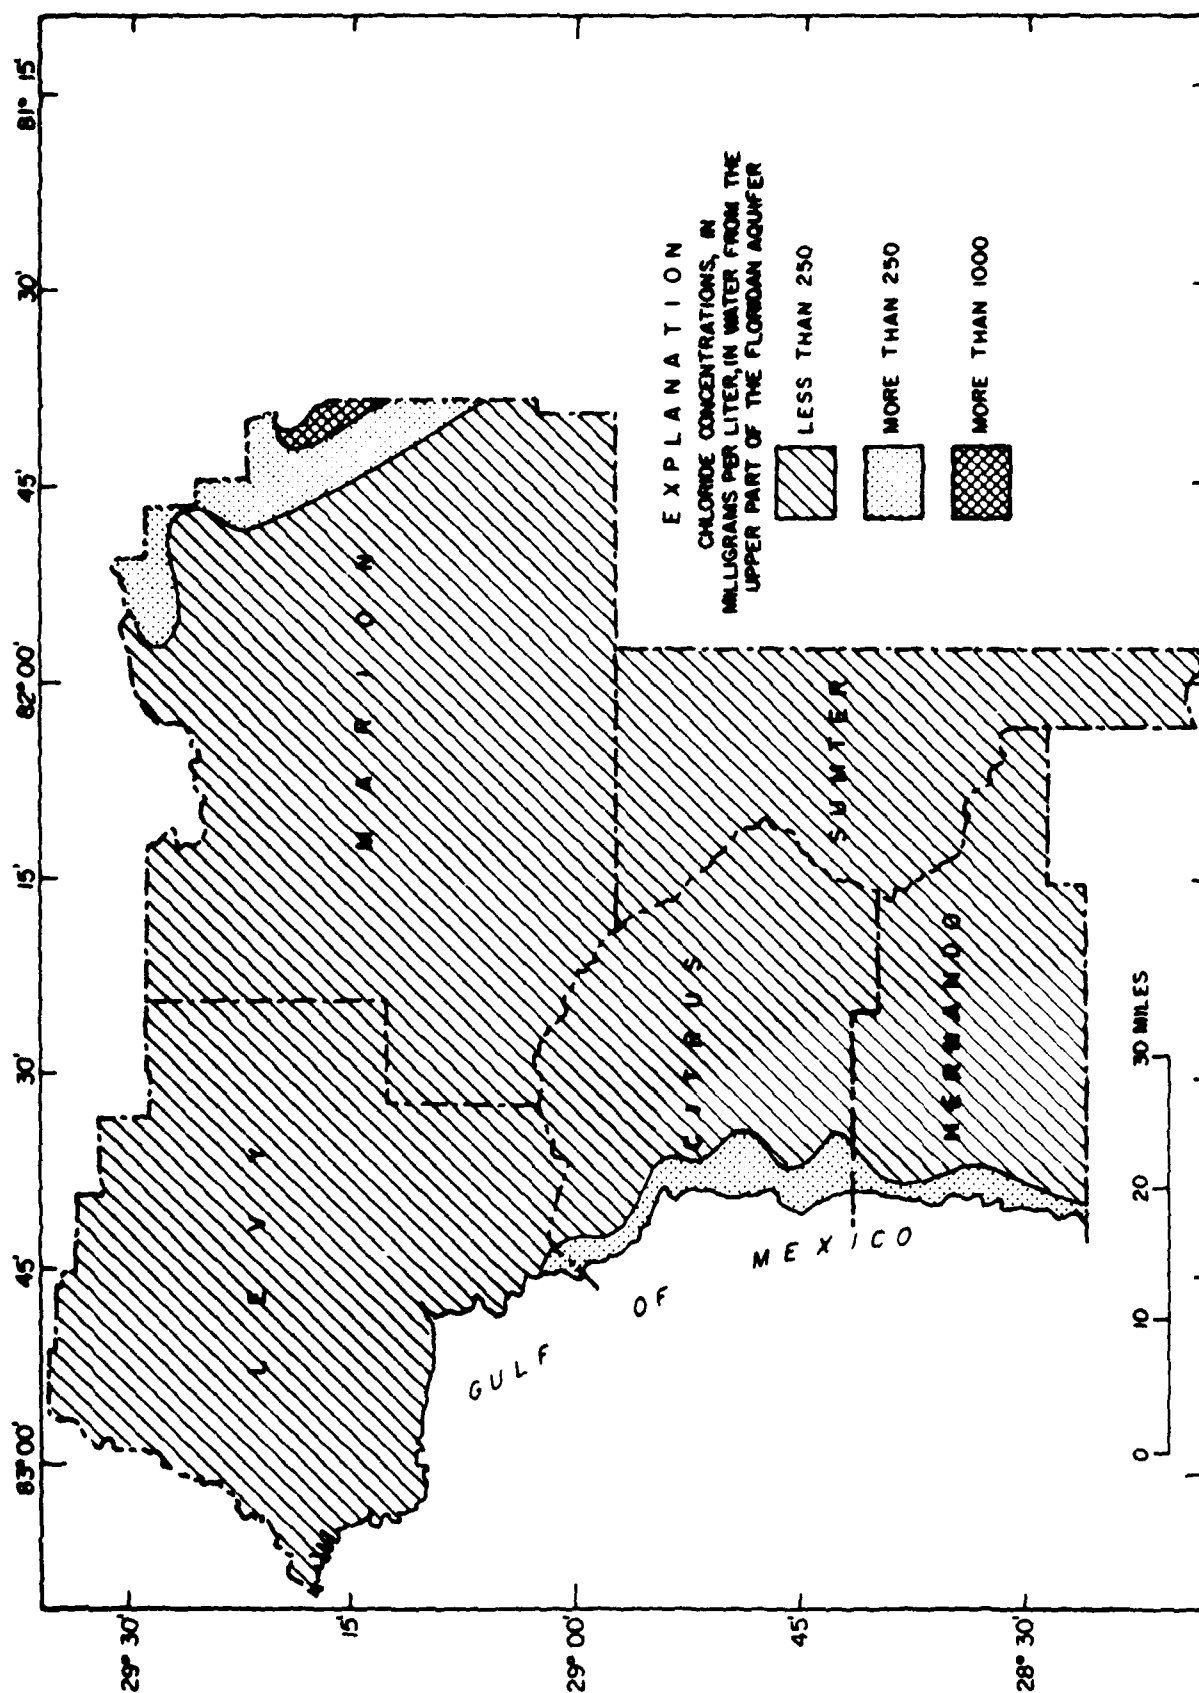 83° 00'
45'
30'
15'
82° 00'
45'
30'
81° 15'
29° 30'
15'
29° 00'
45'
28° 30'
LEVY
MARION
CITRUS
SUMTER
HERNANDO
GULF OF MEXICO
EXPLANATION
CHLORIDE CONCENTRATIONS, IN
MILLIGRAMS PER LITER, IN WATER FROM THE
UPPER PART OF THE FLORIDAN AQUIFER
LESS THAN 250
MORE THAN 250
MORE THAN 1000
0 10 20 30 MILES